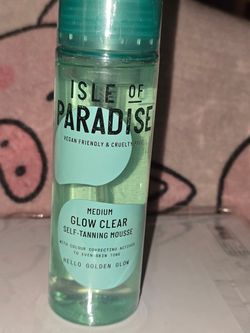 ISLE OF
PARADISE
VEGAN FRIENDLY & CRUELTY FREE
MEDIUM
GLOW CLEAR
SELF-TANNING MOUSSE
WITH COLOUR CORRECTING ACTIVES
TO EVEN SKIN TONE
HELLO GOLDEN GLOW